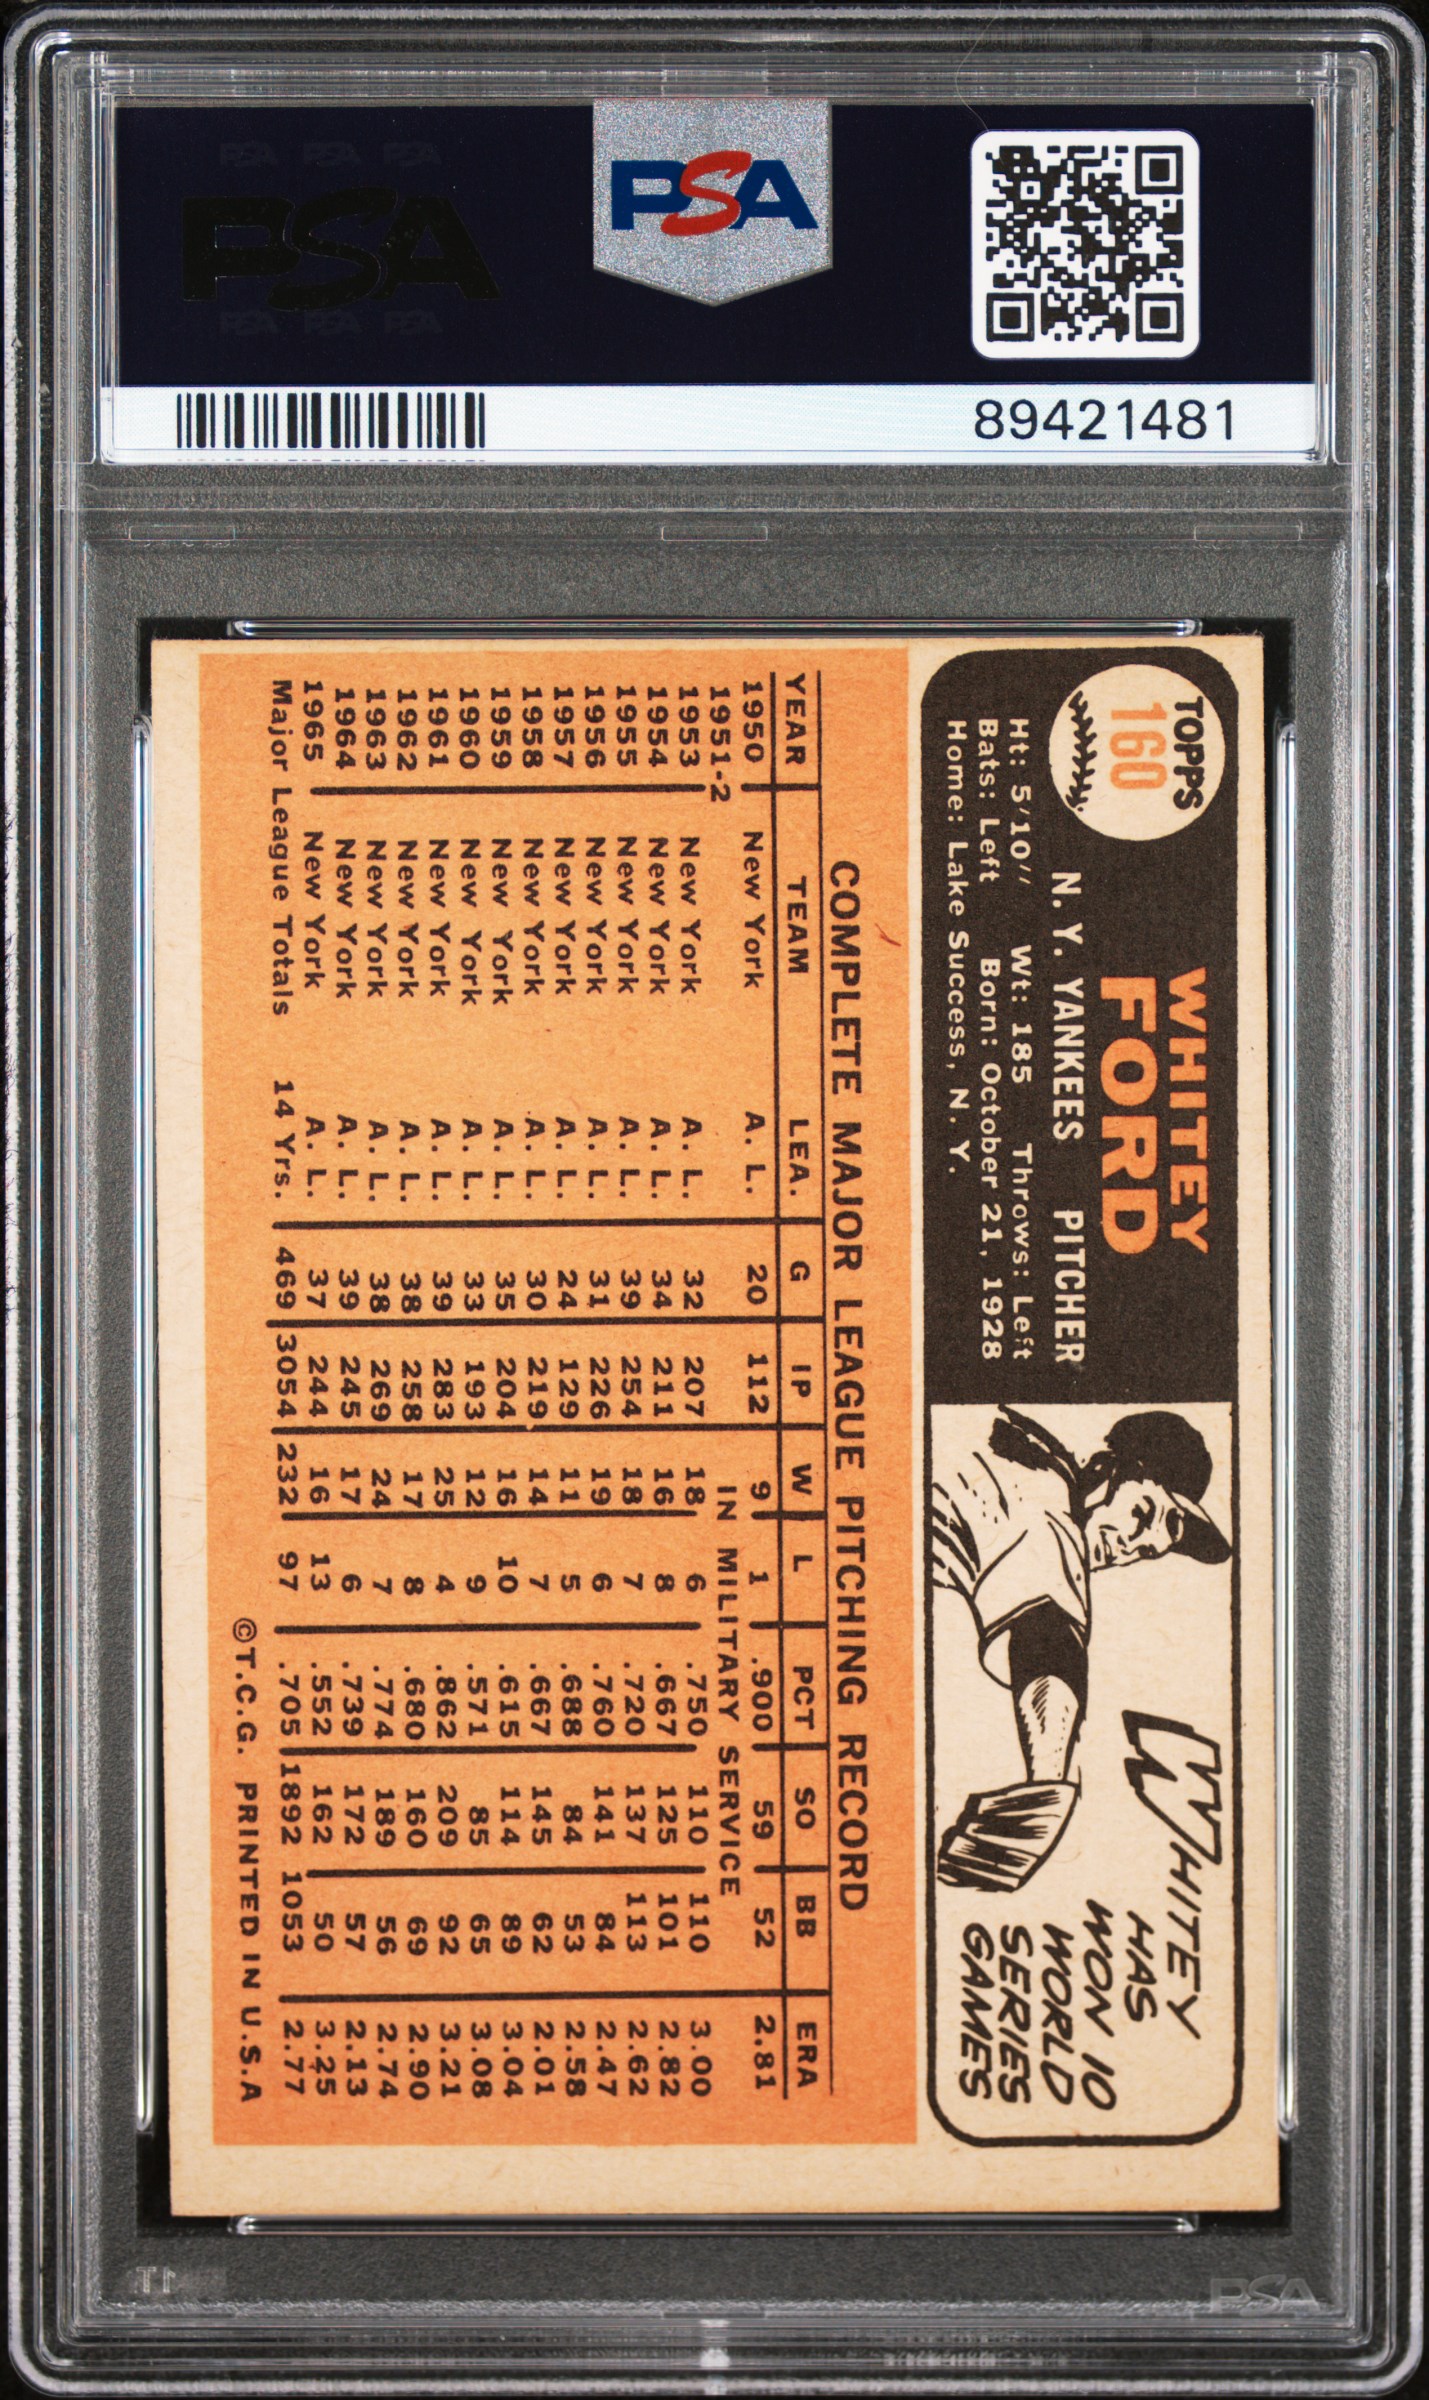 PSA PSA PSA
PSA
PSA PSA PSA
PSA
89421481
TOPPS
160
WHITEY
FORD
N. Y. YANKEES PITCHER
Ht: 5'10'' Wt: 185 Throws: Left
Bats: Left Born: October 21, 1928
Home: Lake Success, N. Y.
WHITEY
HAS
WON 10
WORLD
SERIES
GAMES
COMPLETE MAJOR LEAGUE PITCHING RECORD
YEAR TEAM LEA. G IP W L PCT SO BB ERA
1950 New York A. L. 20 112 9 1 .900 59 52 2.81
1951-2 IN MILITARY SERVICE
1953 New York A. L. 32 207 18 6 .750 110 110 3.00
1954 New York A. L. 34 211 16 8 .667 125 101 2.82
1955 New York A. L. 39 254 18 7 .720 137 113 2.62
1956 New York A. L. 31 226 19 6 .760 141 84 2.47
1957 New York A. L. 24 129 11 5 .688 84 53 2.58
1958 New York A. L. 30 219 14 7 .667 145 62 2.01
1959 New York A. L. 35 204 16 10 .615 114 89 3.04
1960 New York A. L. 33 193 12 9 .571 85 65 3.08
1961 New York A. L. 39 283 25 4 .862 209 92 3.21
1962 New York A. L. 38 258 17 8 .680 160 69 2.90
1963 New York A. L. 38 269 24 7 .774 189 56 2.74
1964 New York A. L. 39 245 17 6 .739 172 57 2.13
1965 New York A. L. 37 244 16 13 .552 162 50 3.25
Major League Totals 14 Yrs. 469 3054 232 97 .705 1892 1053 2.77
©T.C.G. PRINTED IN U.S.A
PSA